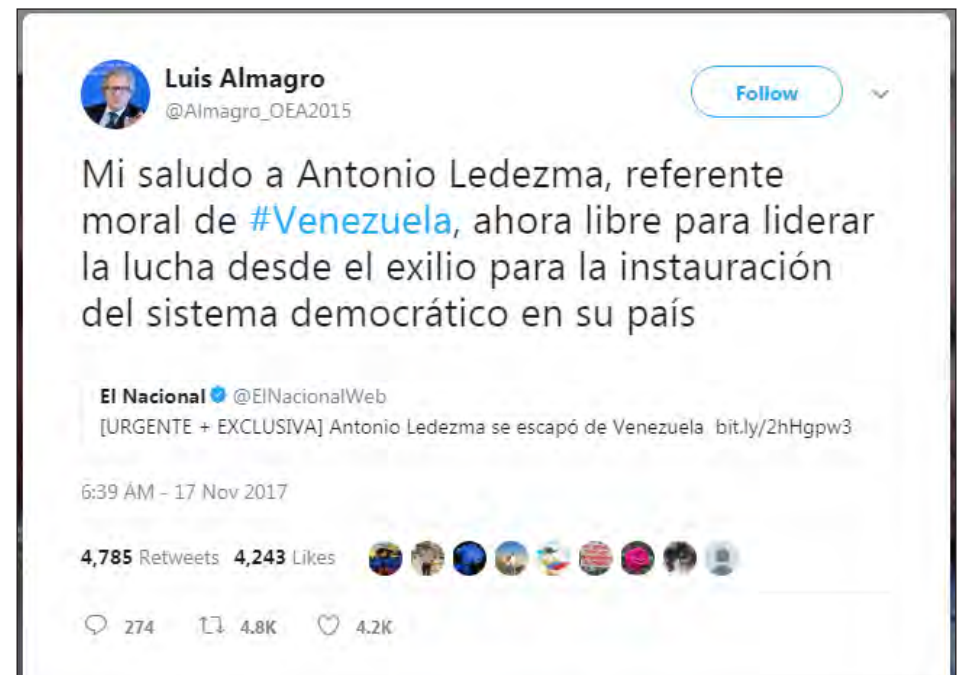 Luis Almagro
@Almagro_OEA2015
Follow
Mi saludo a Antonio Ledezma, referente
moral de #Venezuela, ahora libre para liderar
la lucha desde el exilio para la instauración
del sistema democrático en su país
El Nacional @ElNacionalWeb
[URGENTE + EXCLUSIVA] Antonio Ledezma se escapó de Venezuela bit.ly/2hHgpw3
6:39 AM - 17 Nov 2017
4,785 Retweets 4,243 Likes
274 4.8K 4.2K